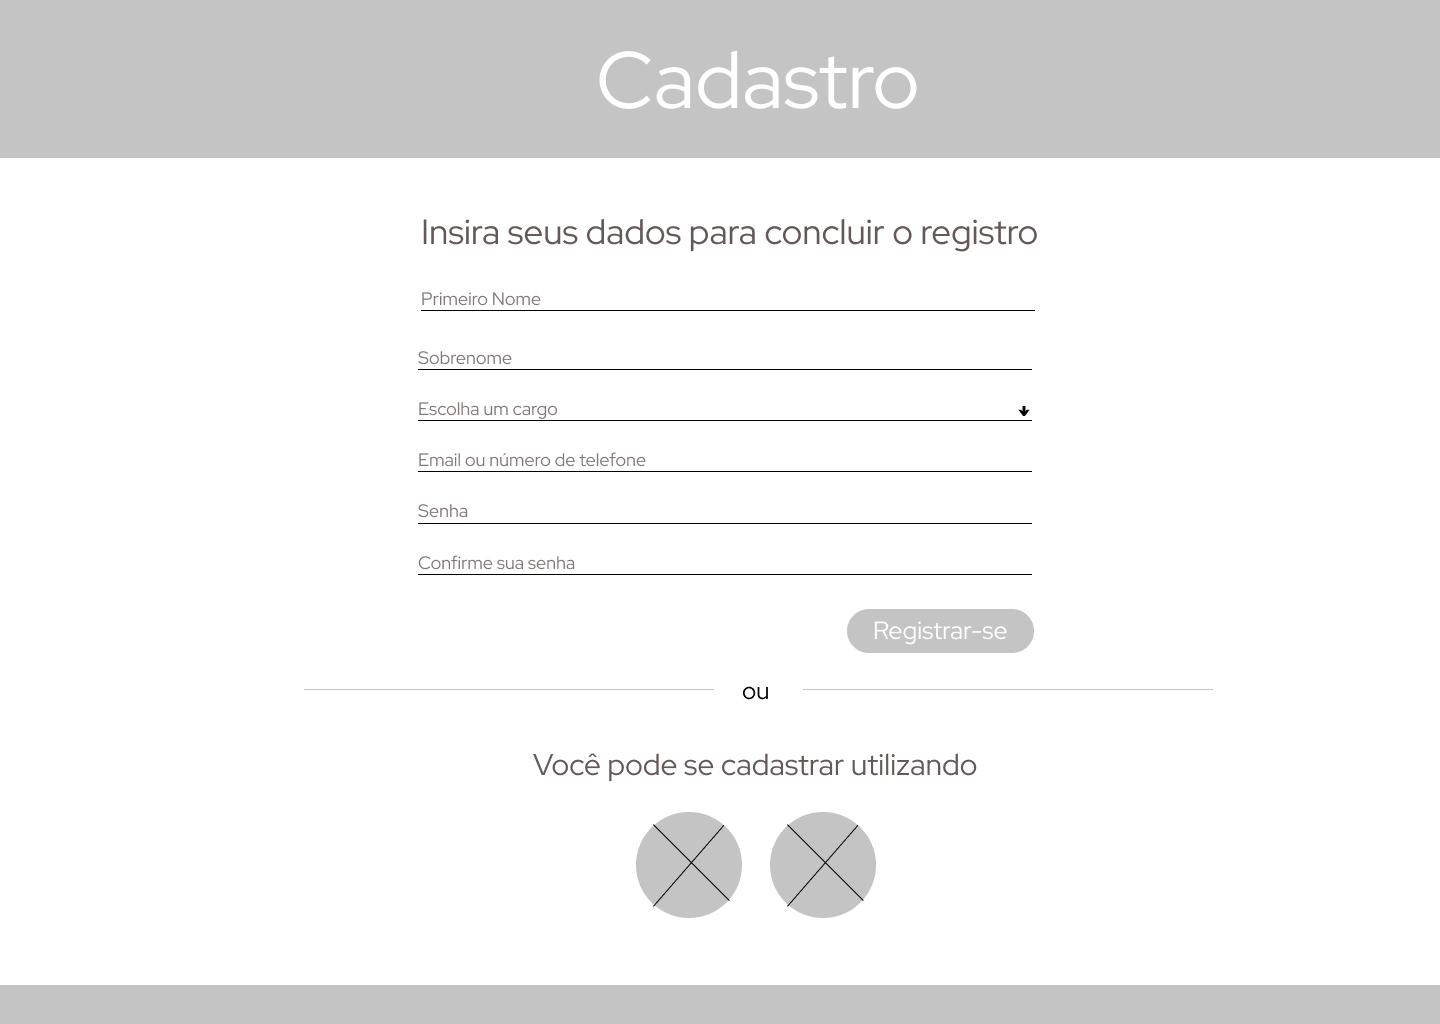 Cadastro
Insira seus dados para concluir o registro
Primeiro Nome
Sobrenome
Escolha um cargo
Email ou número de telefone
Senha
Confirme sua senha
Registrar-se
ou
Você pode se cadastrar utilizando